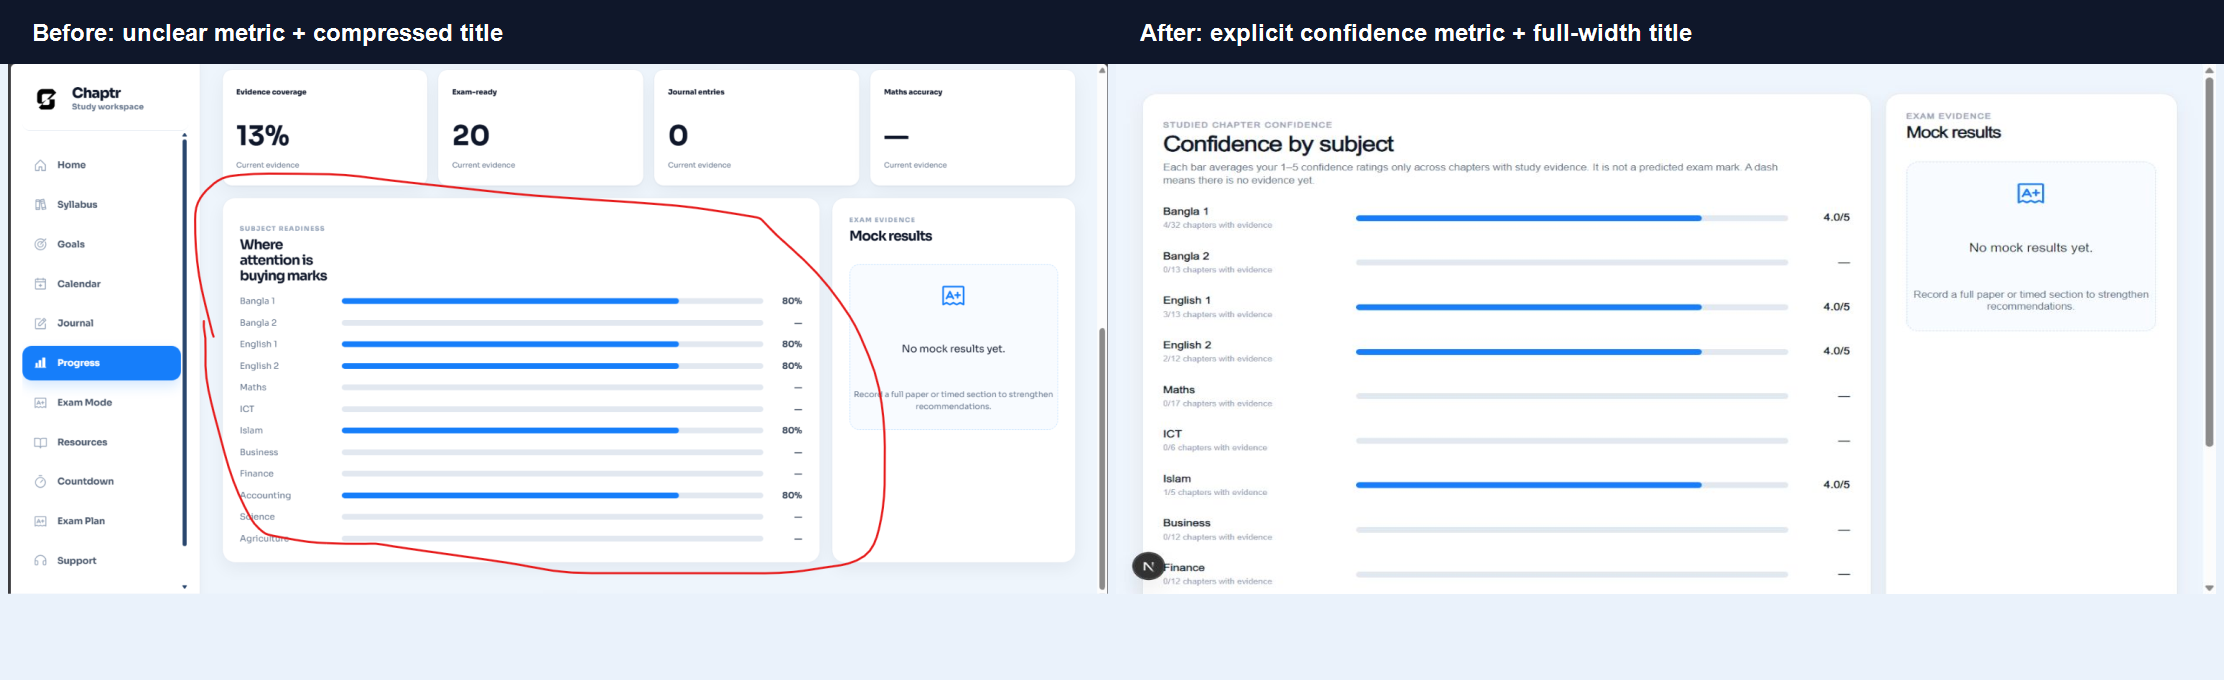 Before: unclear metric + compressed title
Chaptr
Study workspace
Home
Syllabus
Goals
Calendar
Journal
Progress
Exam Mode
Resources
Countdown
Exam Plan
Support
Evidence coverage
13%
Current evidence
Exam-ready
20
Current evidence
Journal entries
0
Current evidence
Maths accuracy
—
Current evidence
SUBJECT READINESS
Where
attention is
buying marks
Bangla 1 80%
Bangla 2 —
English 1 80%
English 2 80%
Maths —
ICT —
Islam 80%
Business —
Finance —
Accounting 80%
Science —
Agriculture —
EXAM EVIDENCE
Mock results
A+
No mock results yet.
Record a full paper or timed section to strengthen
recommendations.
After: explicit confidence metric + full-width title
STUDIED CHAPTER CONFIDENCE
Confidence by subject
Each bar averages your 1–5 confidence ratings only across chapters with study evidence. It is not a predicted exam mark. A dash
means there is no evidence yet.
Bangla 1 4.0/5
4/32 chapters with evidence
Bangla 2 —
0/13 chapters with evidence
English 1 4.0/5
3/13 chapters with evidence
English 2 4.0/5
2/12 chapters with evidence
Maths —
0/17 chapters with evidence
ICT —
0/6 chapters with evidence
Islam 4.0/5
1/5 chapters with evidence
Business —
0/12 chapters with evidence
N
Finance —
0/12 chapters with evidence
EXAM EVIDENCE
Mock results
A+
No mock results yet.
Record a full paper or timed section to strengthen
recommendations.